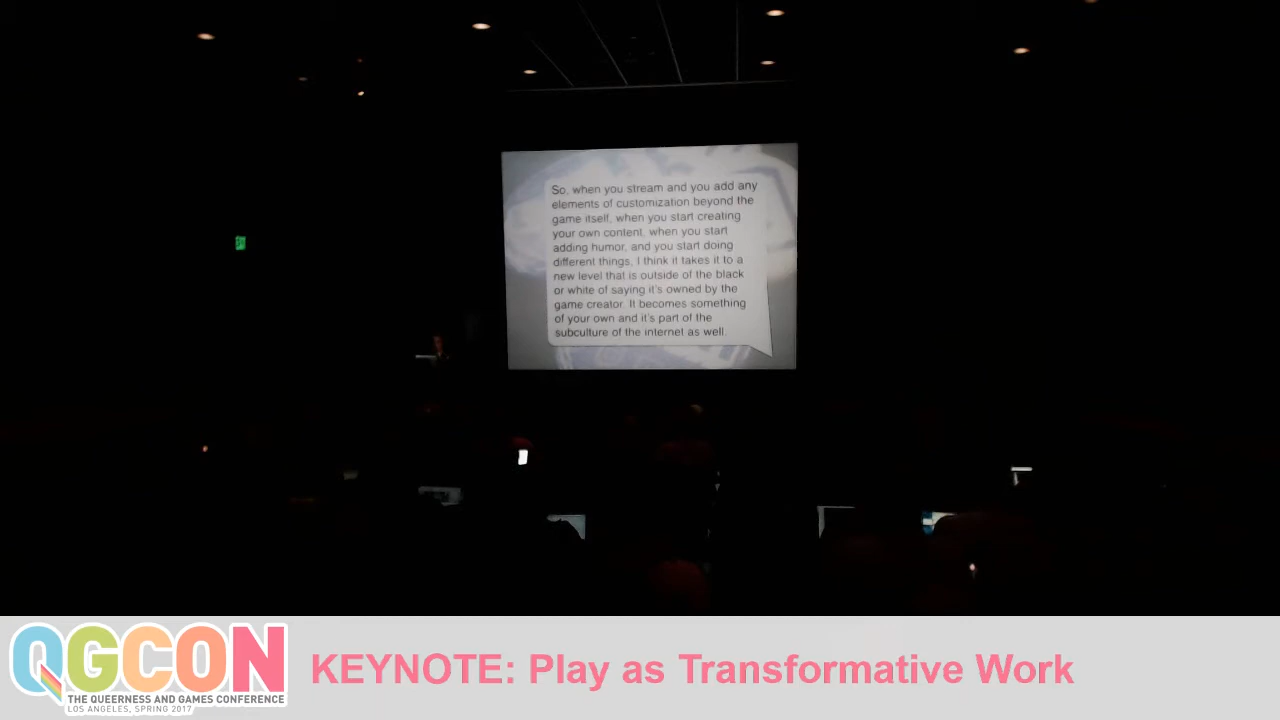 So, when you stream and you add any
elements of customization beyond the
game itself, when you start creating
your own content, when you start
adding humor, and you start doing
different things, I think it takes it to a
new level that is outside of the black
or white of saying it's owned by the
game creator. It becomes something
of your own and it's part of the
subculture of the internet as well.
QGCON
THE QUEERNESS AND GAMES CONFERENCE
LOS ANGELES, SPRING 2017
KEYNOTE: Play as Transformative Work